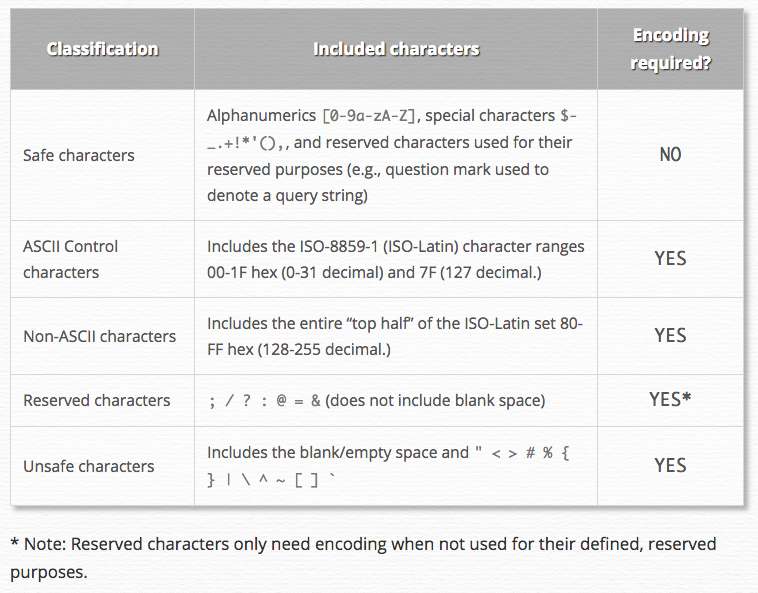 Classification
Included characters
Encoding
required?
Safe characters
Alphanumerics [0-9a-zA-Z], special characters $-
_.+!*'(),, and reserved characters used for their
reserved purposes (e.g., question mark used to
denote a query string)
NO
ASCII Control
characters
Includes the ISO-8859-1 (ISO-Latin) character ranges
00-1F hex (0-31 decimal) and 7F (127 decimal.)
YES
Non-ASCII characters
Includes the entire “top half” of the ISO-Latin set 80-
FF hex (128-255 decimal.)
YES
Reserved characters
; / ? : @ = & (does not include blank space)
YES*
Unsafe characters
Includes the blank/empty space and " < > # % {
} | \ ^ ~ [ ] `
YES
* Note: Reserved characters only need encoding when not used for their defined, reserved
purposes.